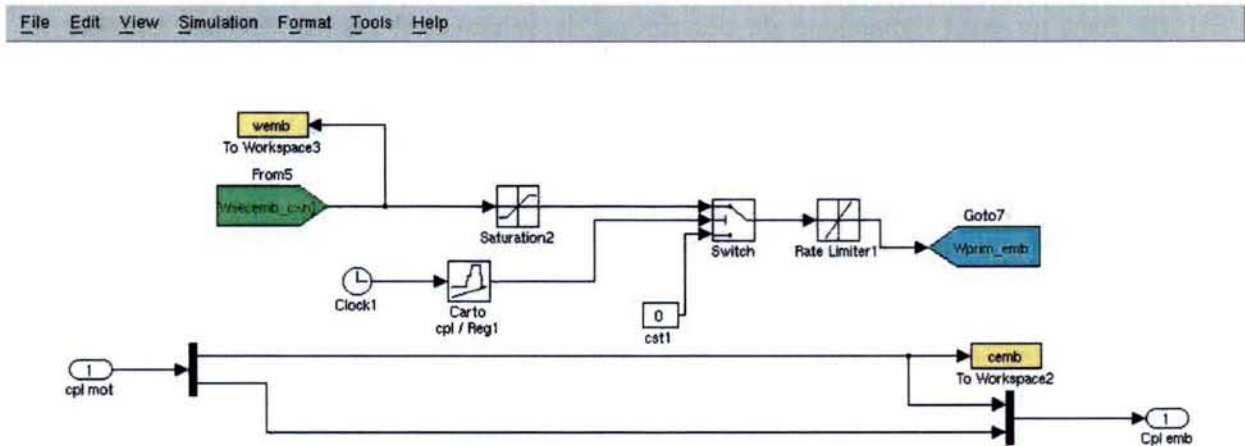 File Edit View Simulation Format Tools Help
wemb
To Workspace3
From5
Saturation2
Switch
Rate Limiter1
Goto7
Wprim_emb
Clock1
Carto
cpl / Reg1
0
cst1
1
cpl mot
cemb
To Workspace2
1
Cpl emb